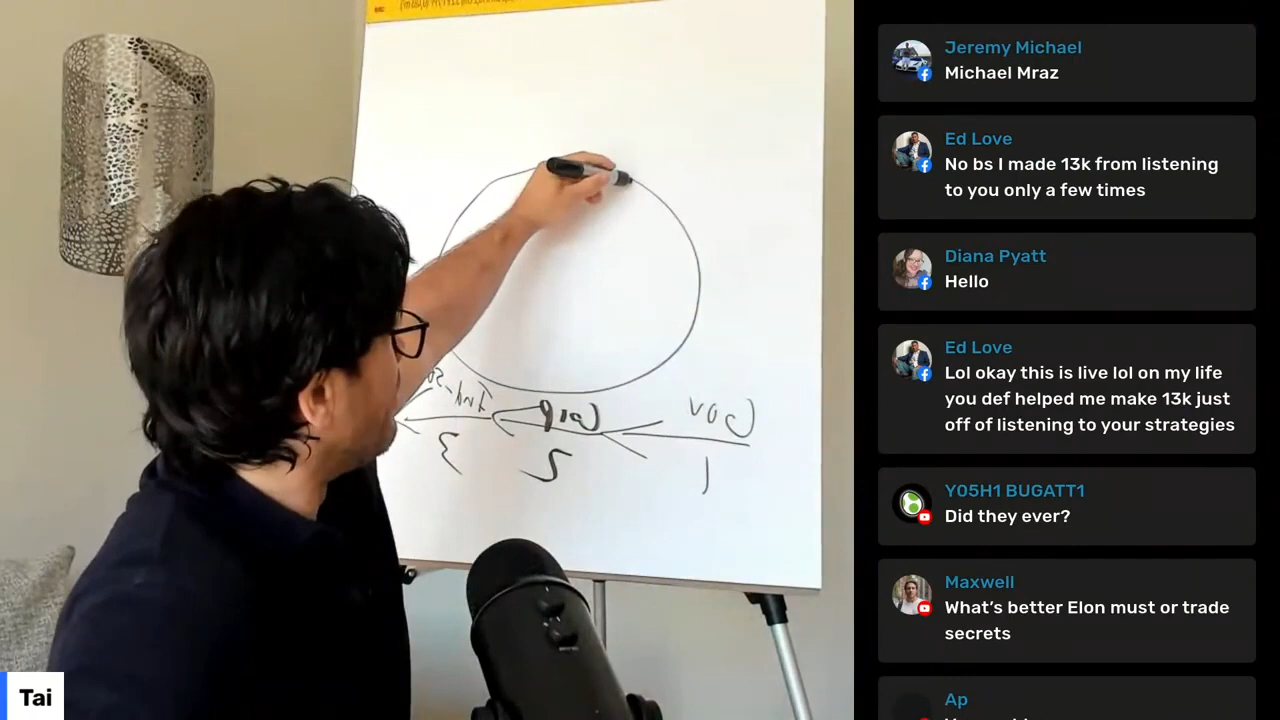 Jeremy Michael
Michael Mraz
Ed Love
No bs I made 13k from listening
to you only a few times
Diana Pyatt
Hello
Ed Love
Lol okay this is live lol on my life
you def helped me make 13k just
off of listening to your strategies
Y05H1 BUGATT1
Did they ever?
Maxwell
What's better Elon must or trade
secrets
Ap
1
2
3
Tai